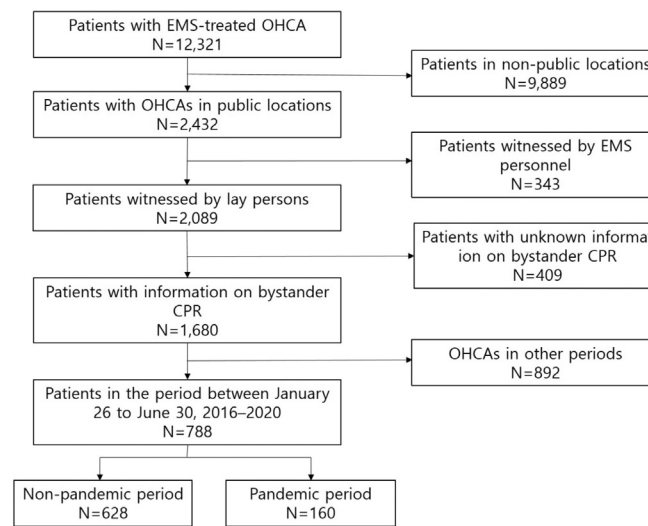 Patients with EMS-treated OHCA
N=12,321
Patients in non-public locations
N=9,889
Patients with OHCAs in public locations
N=2,432
Patients witnessed by EMS
personnel
N=343
Patients witnessed by lay persons
N=2,089
Patients with unknown informat
ion on bystander CPR
N=409
Patients with information on bystander
CPR
N=1,680
OHCAs in other periods
N=892
Patients in the period between January
26 to June 30, 2016–2020
N=788
Non-pandemic period
N=628
Pandemic period
N=160